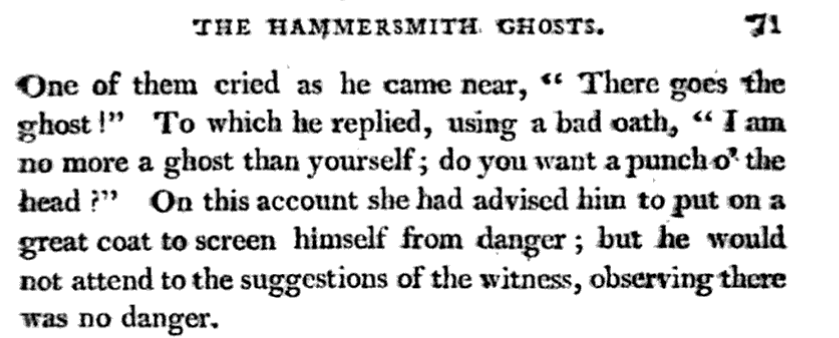 THE HAMMERSMITH GHOSTS. 71
One of them cried as he came near, “ There goes the
ghost!” To which he replied, using a bad oath, “ I am
no more a ghost than yourself; do you want a punch o’ the
head?” On this account she had advised him to put on a
great coat to screen himself from danger; but he would
not attend to the suggestions of the witness, observing there
was no danger.